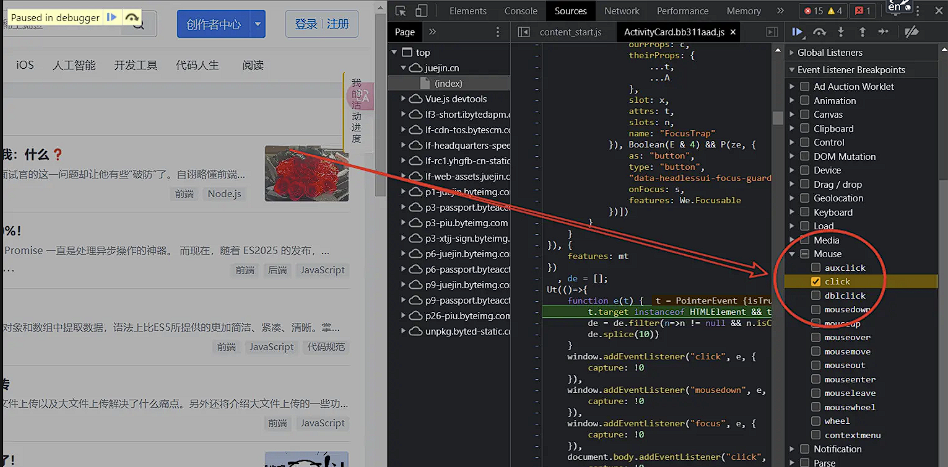 Paused in debugger
创作者中心
登录
注册
iOS 人工智能 开发工具 代码人生 阅读
我的活动进度
我：什么❓
试官的这一问题却让他有些“破防”了。自诏略懂前端...
前端 Node.js
0%!
Promise 一直是处理异步操作的神器。而现在，随着 ES2025 的发布，...
前端 后端 JavaScript
对象和数组中提取数据，语法上比ES5所提供的更加简洁、紧凑、清晰。掌...
前端 JavaScript 代码规范
传
文件上传以及大文件上传解决了什么痛点。另外还将介绍大文件上传的一些功...
前端 JavaScript
Elements Console Sources Network Performance Memory »
15 4 1
en
Page »
top
juejin.cn
(index)
Vue.js devtools
lf3-short.ibytedapm.c
lf-cdn-tos.bytescm.cn
lf-headquarters-spee
lf-rc1.yhgfb-cn-static
lf-web-assets.juejin.c
p1-juejin.byteimg.co
p3-passport.byteacc
p3-piu.byteimg.com
p3-xtjj-sign.byteimg.
p6-juejin.byteimg.co
p6-passport.byteacct
p9-juejin.byteimg.co
p9-passport.byteacct
p26-piu.byteimg.com
unpkg.byted-static.c
content_start.js
ActivityCard.bb311aad.js ×
ourProps: c,
theirProps: {
...t,
...A
},
slot: x,
attrs: t,
slots: n,
name: "FocusTrap"
}), Boolean(E & 4) && P(ze, {
as: "button",
type: "button",
"data-headlessui-focus-guard
onFocus: s,
features: We.Focusable
})])
}
}
}), {
features: mt
})
, de = [];
Ut(()=>{
function e(t) { t = PointerEvent {isTru
t.target instanceof HTMLElement && t
de = de.filter(n=>n != null && n.isC
de.splice(10))
}
window.addEventListener("click", e, {
capture: !0
}),
window.addEventListener("mousedown", e,
capture: !0
}),
window.addEventListener("focus", e, {
capture: !0
}),
document.body.addEventListener("click",
capture: !0
Global Listeners
Event Listener Breakpoints
Ad Auction Worklet
Animation
Canvas
Clipboard
Control
DOM Mutation
Device
Drag / drop
Geolocation
Keyboard
Load
Media
Mouse
auxclick
click
dblclick
mousedown
mouseup
mouseover
mousemove
mouseout
mouseenter
mouseleave
mousewheel
wheel
contextmenu
Notification
Parse